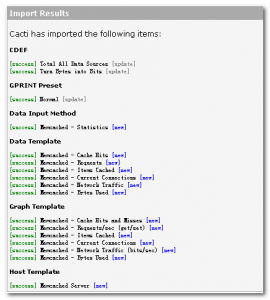 Import Results
Cacti has imported the following items:
CDEF
[success] Total All Data Sources [update]
[success] Turn Bytes into Bits [update]
GPRINT Preset
[success] Normal [update]
Data Input Method
[success] Memcached - Statistics [new]
Data Template
[success] Memcached - Cache Hits [new]
[success] Memcached - Requests [new]
[success] Memcached - Items Cached [new]
[success] Memcached - Current Connections [new]
[success] Memcached - Network Traffic [new]
[success] Memcached - Bytes Used [new]
Graph Template
[success] Memcached - Cache Hits and Misses [new]
[success] Memcached - Requests/sec (get/set) [new]
[success] Memcached - Items Cached [new]
[success] Memcached - Current Connections [new]
[success] Memcached - Network Traffic (bits/sec) [new]
[success] Memcached - Bytes Used [new]
Host Template
[success] Memcached Server [new]